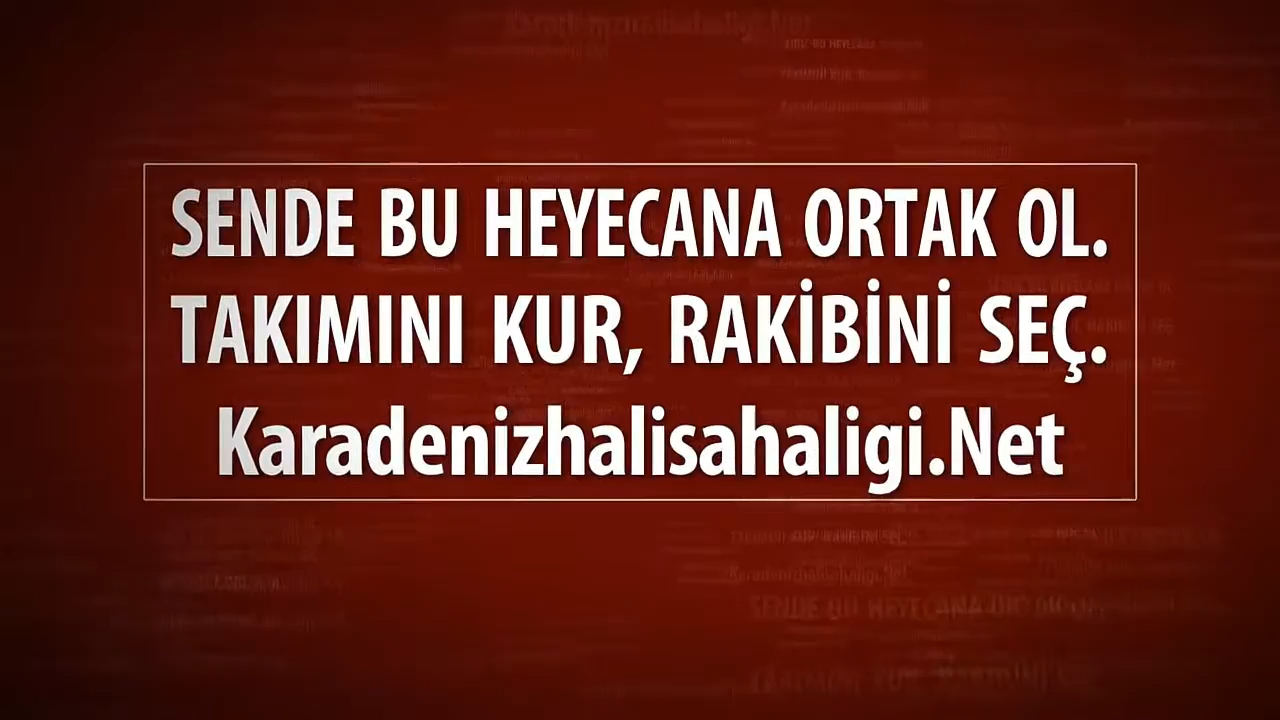 SENDE BU HEYECANA ORTAK OL.
TAKIMINI KUR, RAKİBİNİ SEÇ.
Karadenizhalisahaligi.Net